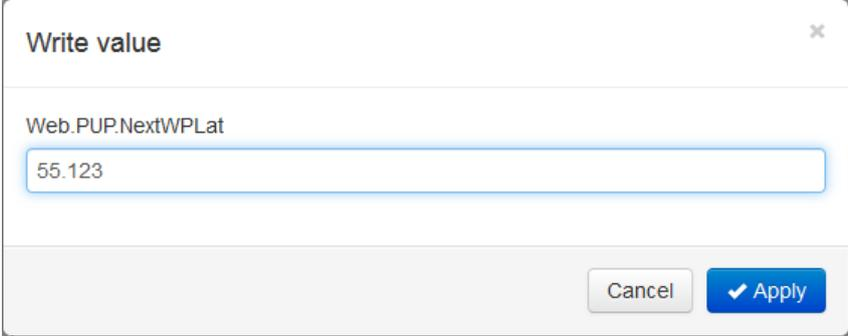 Write value
×
Web.PUP.NextWPLat
55.123
Cancel
✔ Apply